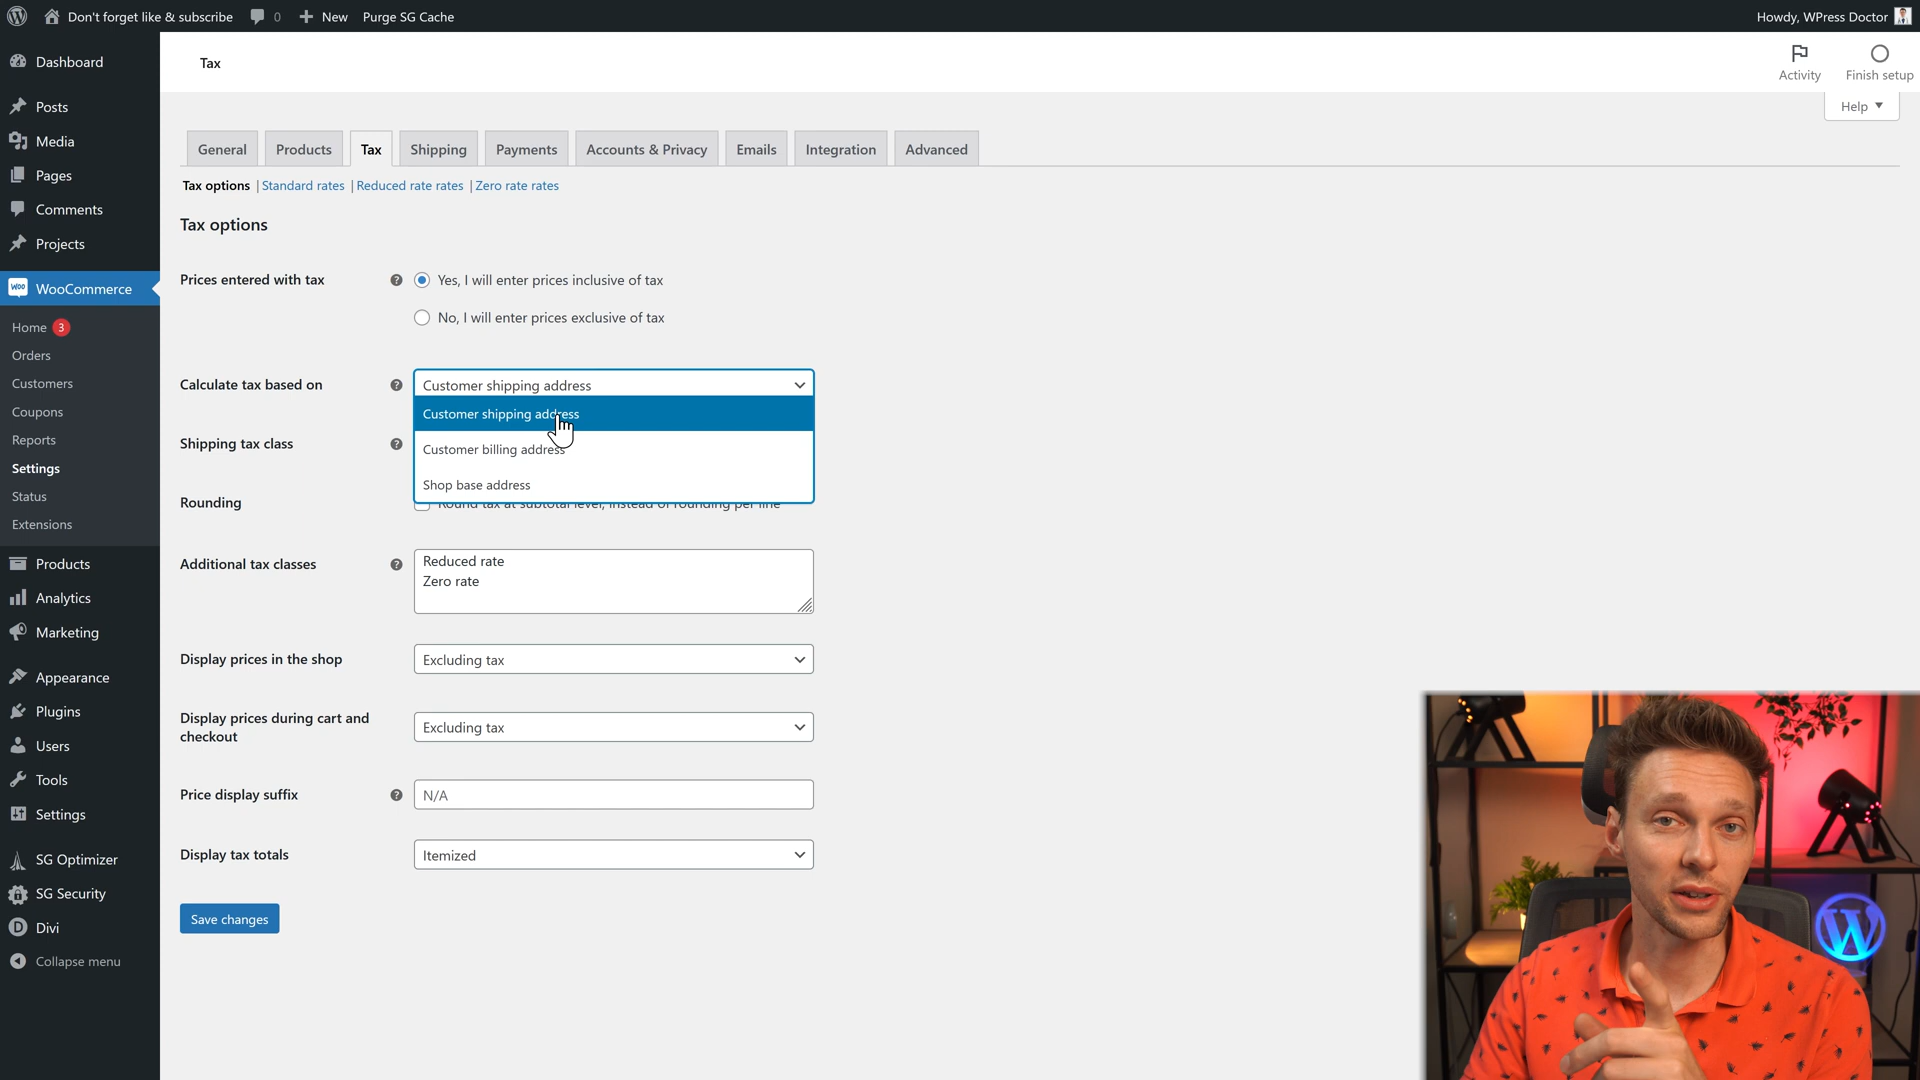 Don't forget like & subscribe 0 New Purge SG Cache Howdy, WPress Doctor
Tax
Activity
Finish setup
Help
Dashboard
Posts
Media
Pages
Comments
Projects
WooCommerce
Home 3
Orders
Customers
Coupons
Reports
Settings
Status
Extensions
Products
Analytics
Marketing
Appearance
Plugins
Users
Tools
Settings
SG Optimizer
SG Security
Divi
Collapse menu
General Products Tax Shipping Payments Accounts & Privacy Emails Integration Advanced
Tax options | Standard rates | Reduced rate rates | Zero rate rates
Tax options
Prices entered with tax
Yes, I will enter prices inclusive of tax
No, I will enter prices exclusive of tax
Calculate tax based on
Customer shipping address
Customer shipping address
Customer billing address
Shop base address
Shipping tax class
Rounding
Round tax at subtotal level, instead of rounding per line
Additional tax classes
Reduced rate
Zero rate
Display prices in the shop
Excluding tax
Display prices during cart and
checkout
Excluding tax
Price display suffix
N/A
Display tax totals
Itemized
Save changes